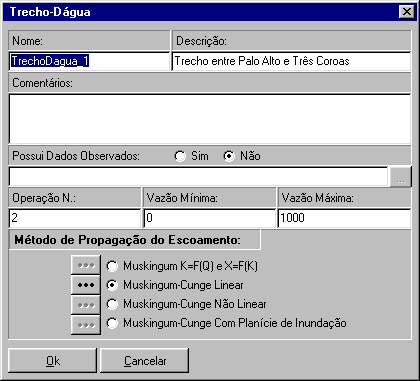 Trecho-Dágua
Nome: Descrição:
TrechoDagua_1 Trecho entre Palo Alto e Três Coroas
Comentários:
Possui Dados Observados: Sim Não
...
Operação N.: Vazão Mínima: Vazão Máxima:
2 0 1000
Método de Propagação do Escoamento:
Muskingum K=F(Q) e X=F(K)
Muskingum-Cunge Linear
Muskingum-Cunge Não Linear
Muskingum-Cunge Com Planície de Inundação
Ok Cancelar